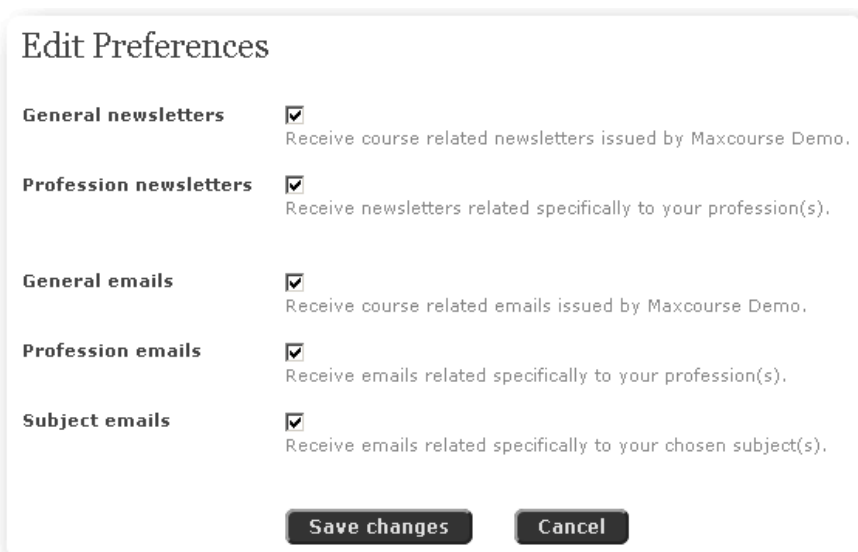 Edit Preferences
General newsletters
Receive course related newsletters issued by Maxcourse Demo.
Profession newsletters
Receive newsletters related specifically to your profession(s).
General emails
Receive course related emails issued by Maxcourse Demo.
Profession emails
Receive emails related specifically to your profession(s).
Subject emails
Receive emails related specifically to your chosen subject(s).
Save changes Cancel